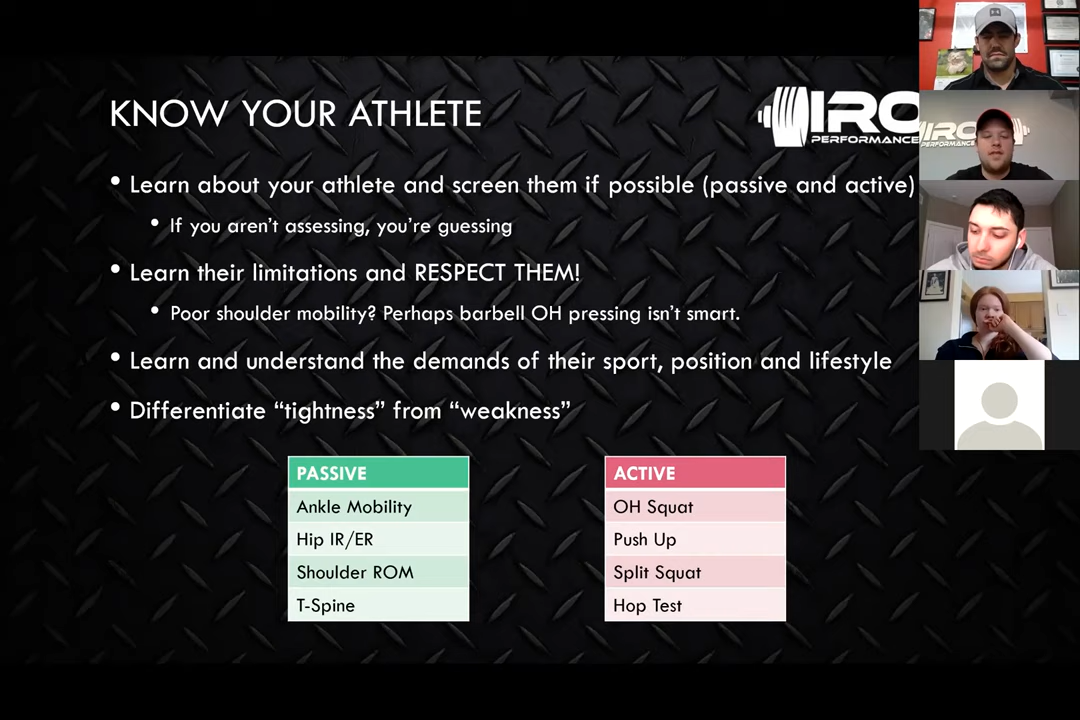 KNOW YOUR ATHLETE
IRO
PERFORMANCE
• Learn about your athlete and screen them if possible (passive and active)
• If you aren't assessing, you're guessing
• Learn their limitations and RESPECT THEM!
• Poor shoulder mobility? Perhaps barbell OH pressing isn't smart.
• Learn and understand the demands of their sport, position and lifestyle
• Differentiate “tightness” from “weakness”
PASSIVE
Ankle Mobility
Hip IR/ER
Shoulder ROM
T-Spine
ACTIVE
OH Squat
Push Up
Split Squat
Hop Test
IRO
PERFORMANCE